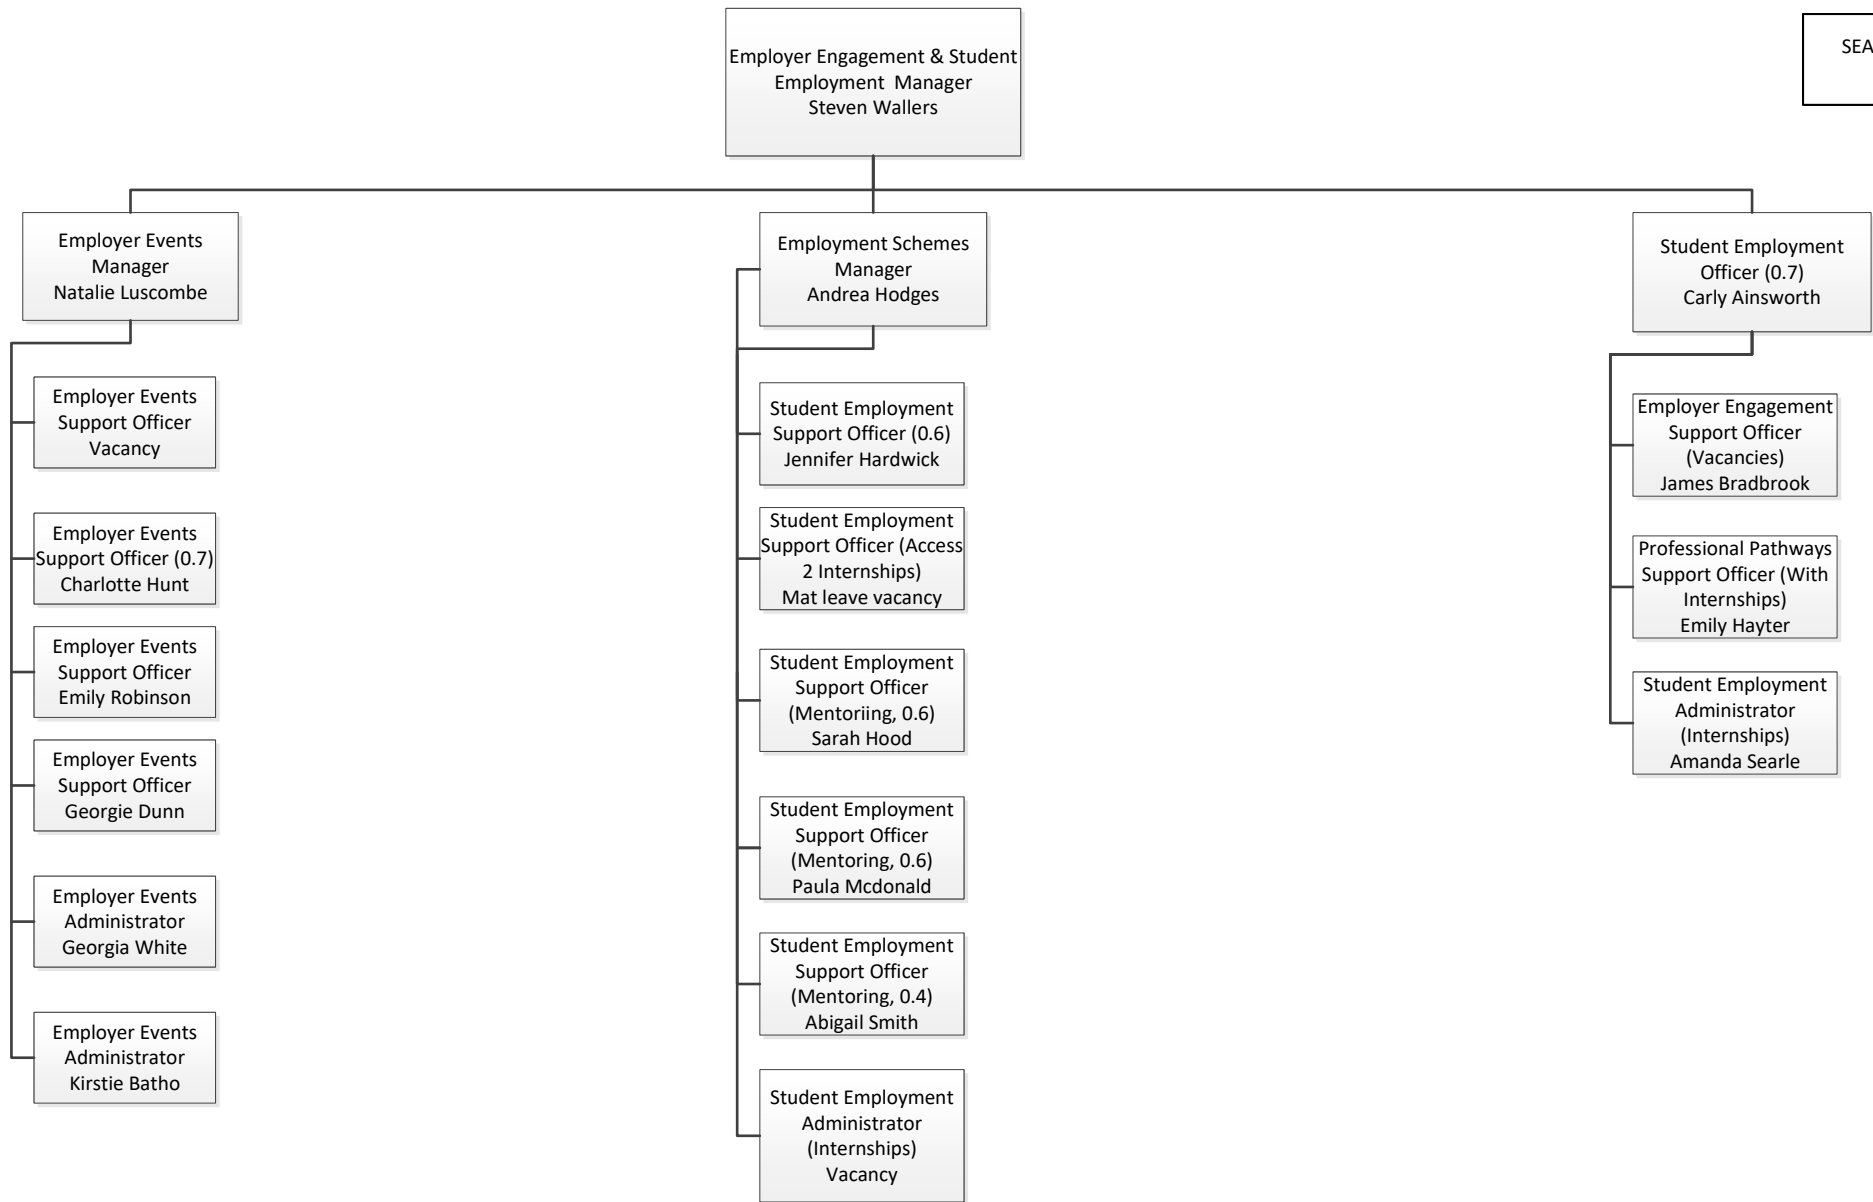 Employer Engagement & Student
Employment Manager
Steven Wallers
SEA
Employer Events
Manager
Natalie Luscombe
Employment Schemes
Manager
Andrea Hodges
Student Employment
Officer (0.7)
Carly Ainsworth
Employer Events
Support Officer
Vacancy
Employer Events
Support Officer (0.7)
Charlotte Hunt
Employer Events
Support Officer
Emily Robinson
Employer Events
Support Officer
Georgie Dunn
Employer Events
Administrator
Georgia White
Employer Events
Administrator
Kirstie Batho
Student Employment
Support Officer (0.6)
Jennifer Hardwick
Student Employment
Support Officer (Access
2 Internships)
Mat leave vacancy
Student Employment
Support Officer
(Mentoriing, 0.6)
Sarah Hood
Student Employment
Support Officer
(Mentoring, 0.6)
Paula Mcdonald
Student Employment
Support Officer
(Mentoring, 0.4)
Abigail Smith
Student Employment
Administrator
(Internships)
Vacancy
Employer Engagement
Support Officer
(Vacancies)
James Bradbrook
Professional Pathways
Support Officer (With
Internships)
Emily Hayter
Student Employment
Administrator
(Internships)
Amanda Searle